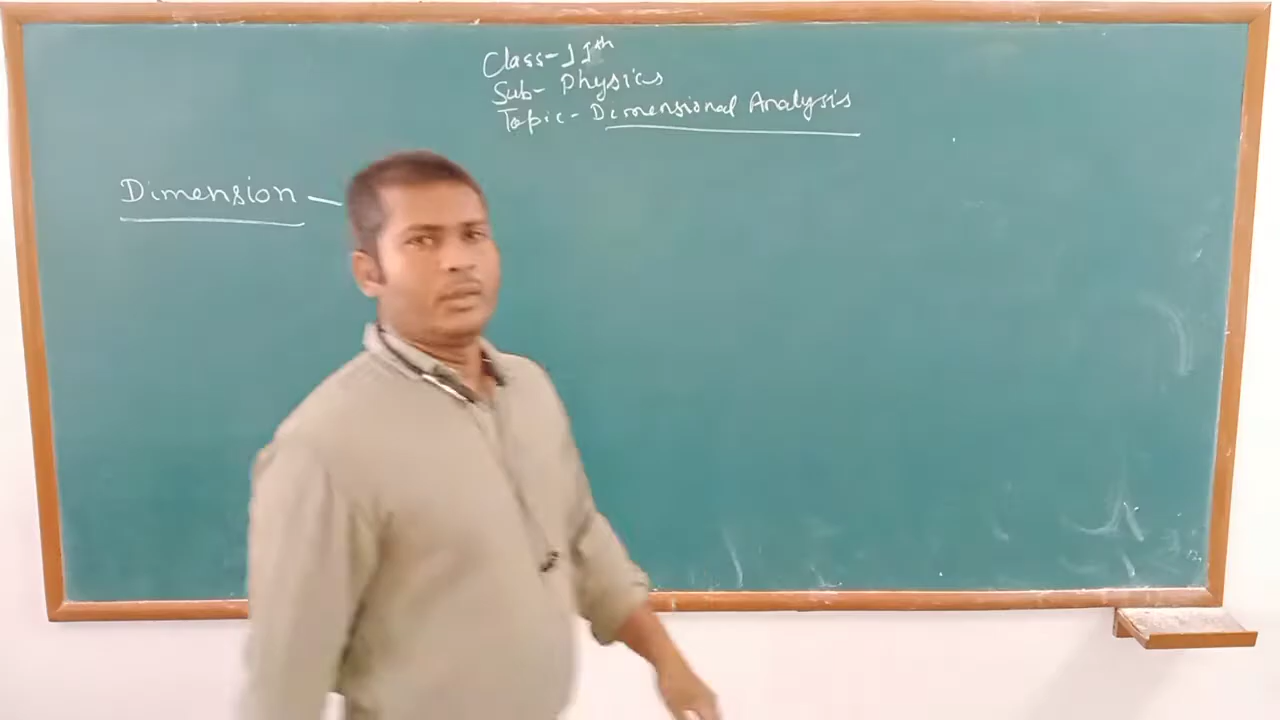 Class-11th
Sub- Physics
Topic- Dimensional Analysis
Dimension -